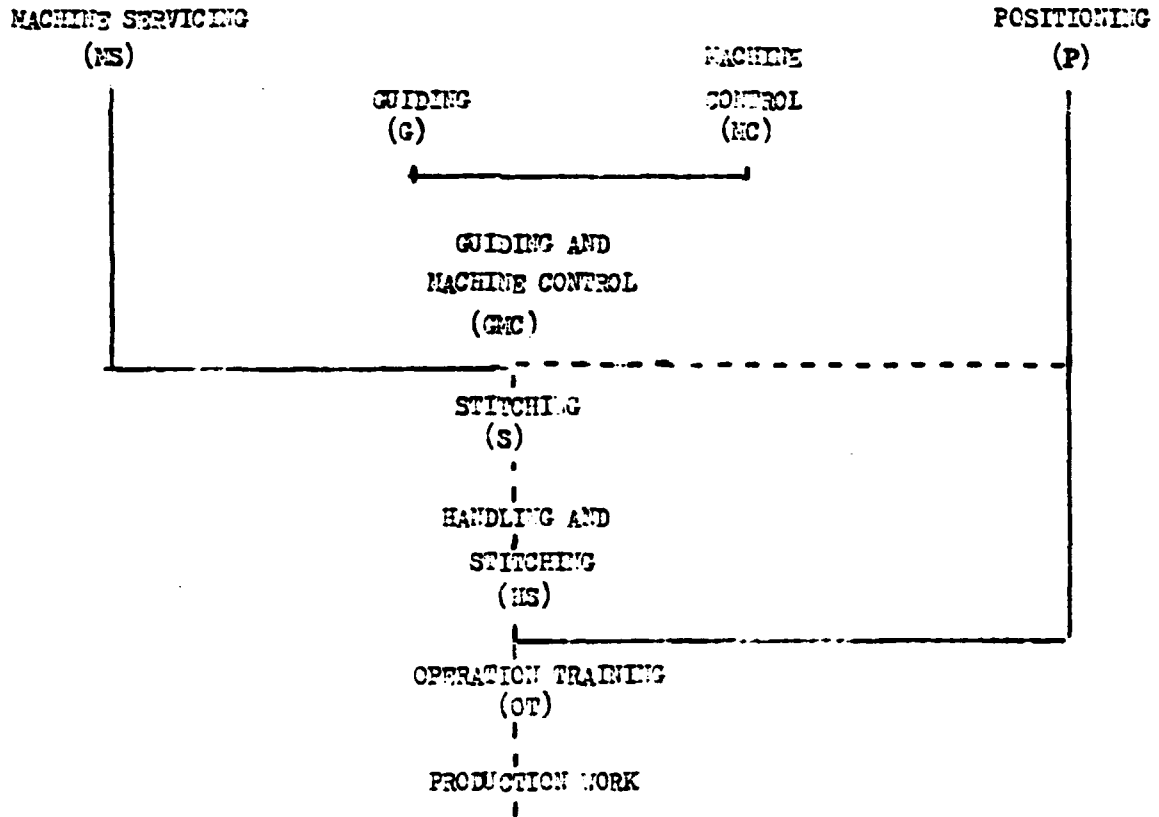 MACHINE SERVICING
(MS)
POSITIONING
(P)
GUIDING
(G)
MACHINE
CONTROL
(MC)
GUIDING AND
MACHINE CONTROL
(GMC)
STITCHING
(S)
HANDLING AND
STITCHING
(HS)
OPERATION TRAINING
(OT)
PRODUCTION WORK